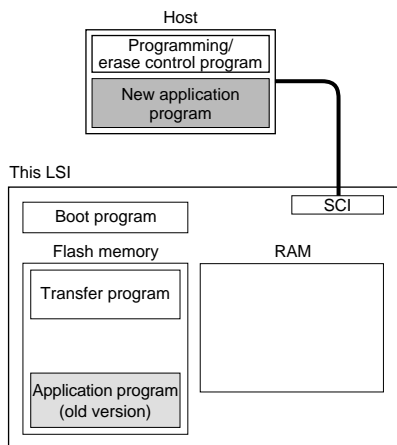 Host
Programming/
erase control program
New application
program
This LSI
SCI
Boot program
Flash memory
RAM
Transfer program
Application program
(old version)